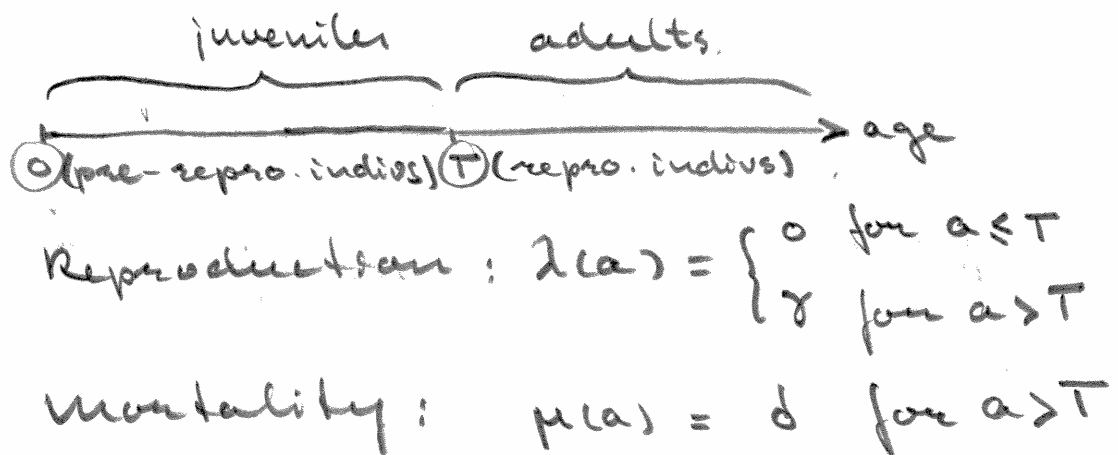 juveniles adults.
age
0 (pre-repro. indivs) T (repro. indivs)
Reproduction : λ(a) = { 0 for a ≤ T
γ for a > T
Mortality : μ(a) = d for a > T